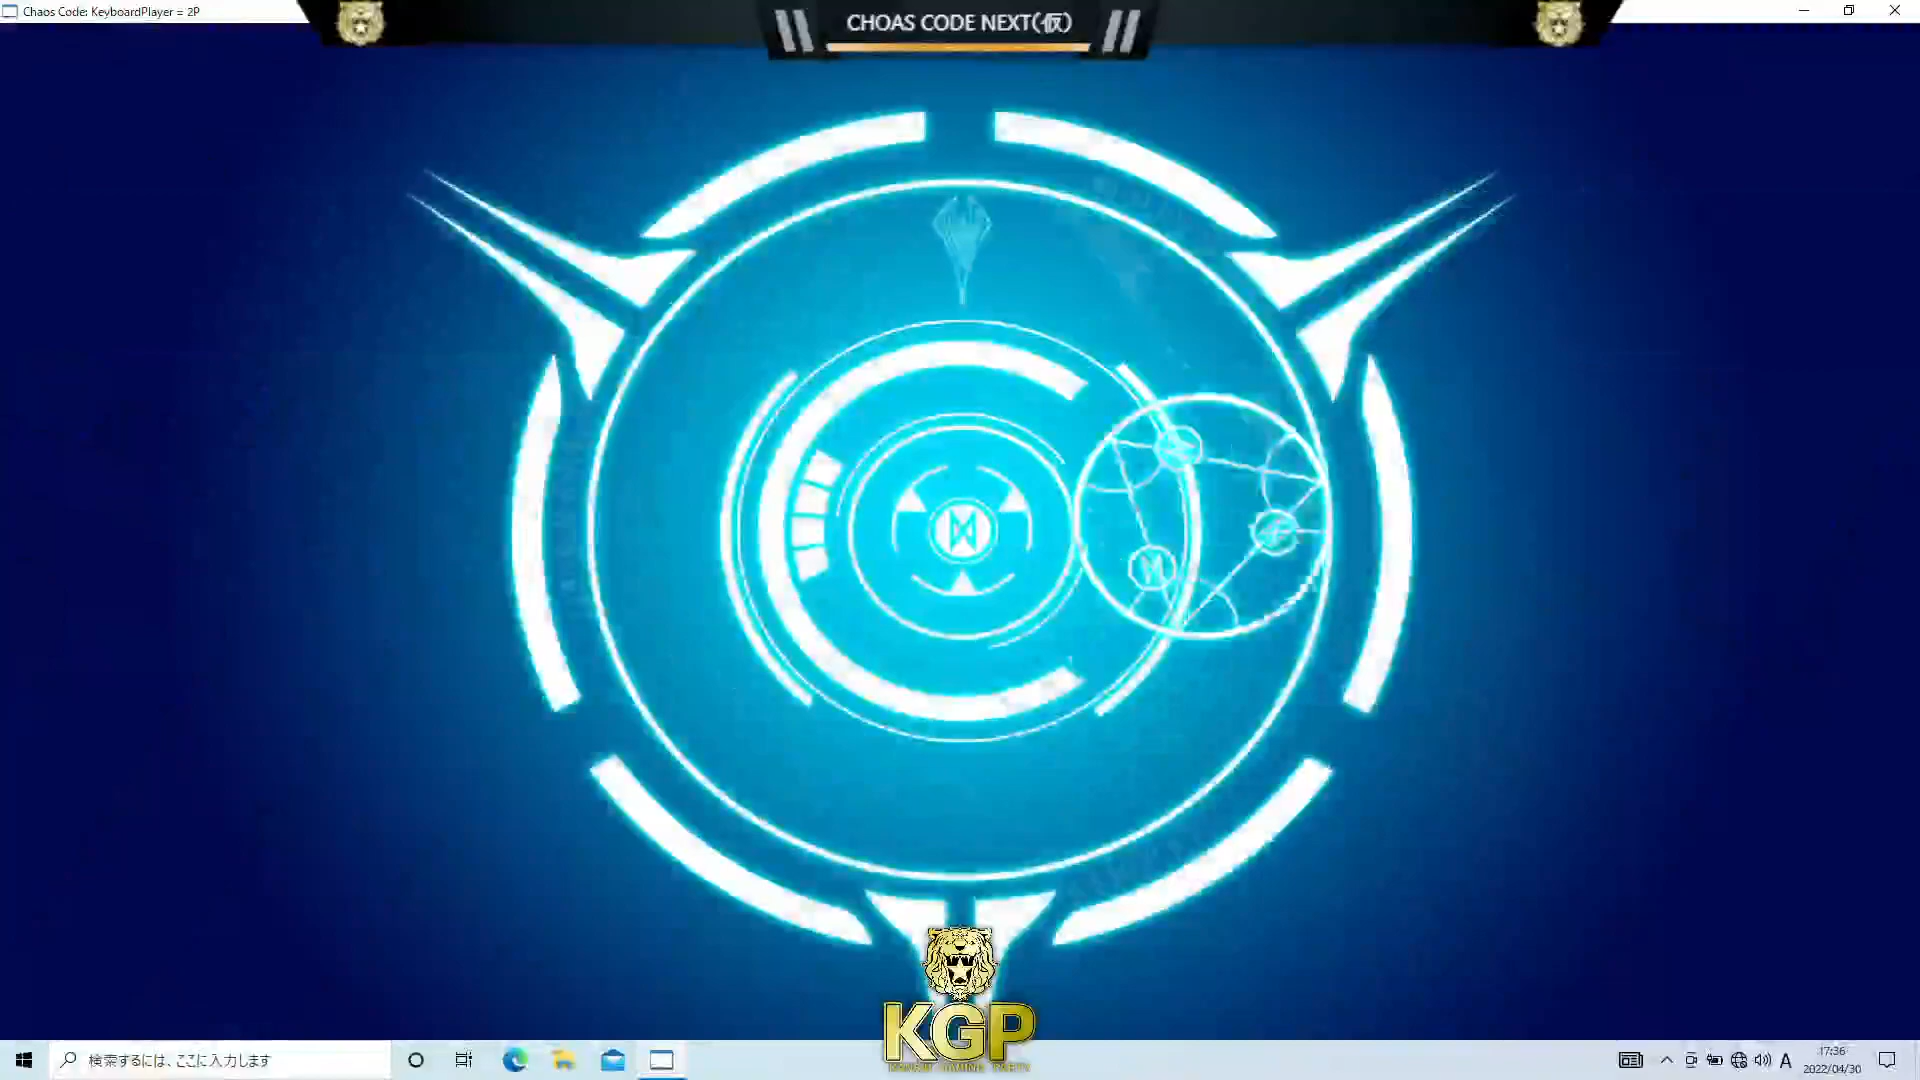 Chaos Code: KeyboardPlayer = 2P
CHOAS CODE NEXT(仮)
KGP
検索するには、ここに入力します
A
17:36
2022/04/30